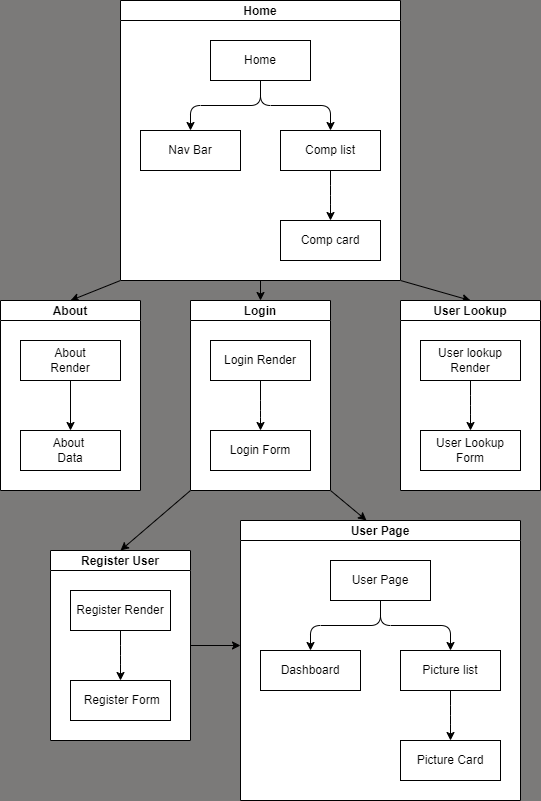 Home
Home
Nav Bar
Comp list
Comp card
About
About
Render
About
Data
Login
Login Render
Login Form
User Lookup
User lookup
Render
User Lookup
Form
Register User
Register Render
Register Form
User Page
User Page
Dashboard
Picture list
Picture Card